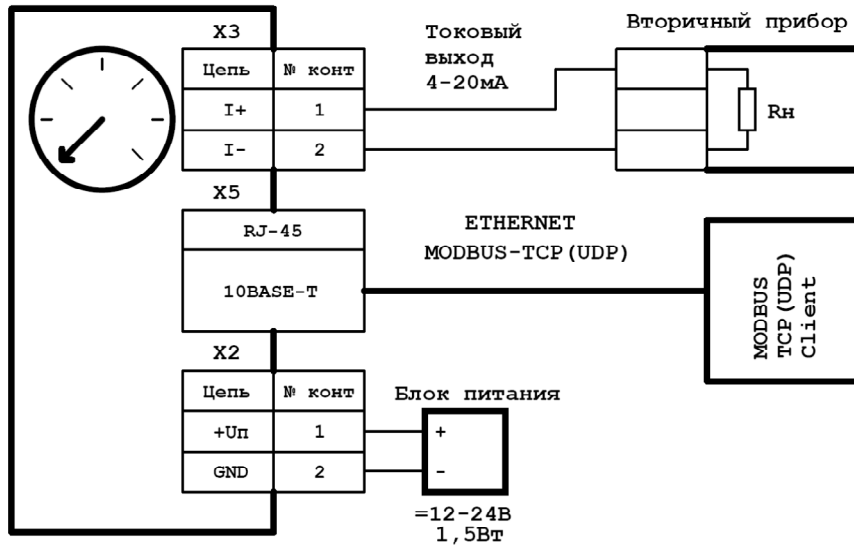 X3
Цепь № конт
I+ 1
I- 2
Токовый
выход
4-20мА
Вторичный прибор
Rн
X5
RJ-45
10BASE-T
ETHERNET
MODBUS-TCP(UDP)
MODBUS
TCP(UDP)
Client
X2
Цепь № конт
+Uп 1
GND 2
Блок питания
+
-
=12-24В
1,5Вт